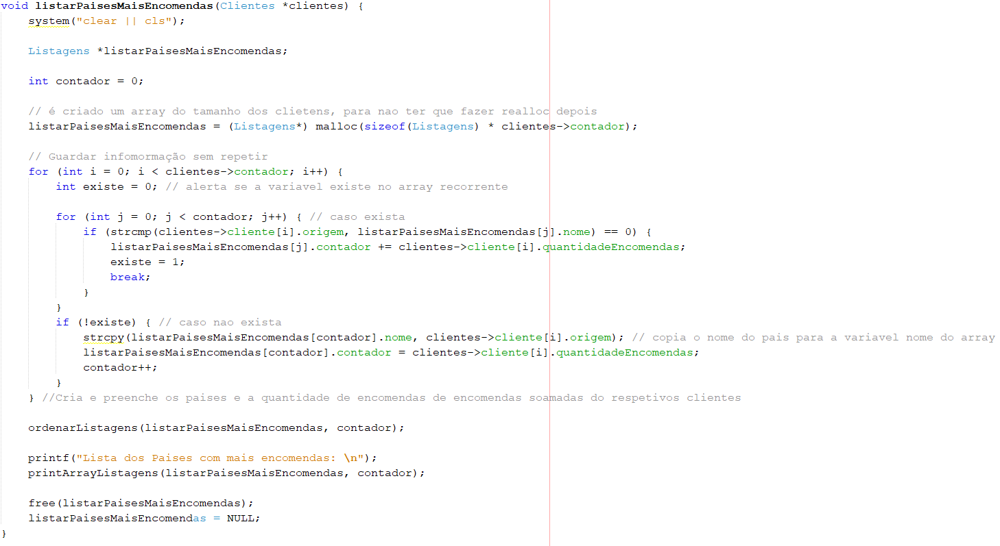 void listarPaisesMaisEncomendas(Clientes *clientes) {
    system("clear || cls");
    Listagens *listarPaisesMaisEncomendas;
    int contador = 0;
    // é criado um array do tamanho dos clietens, para nao ter que fazer realloc depois
    listarPaisesMaisEncomendas = (Listagens*) malloc(sizeof(Listagens) * clientes->contador);
    // Guardar infomormação sem repetir
    for (int i = 0; i < clientes->contador; i++) {
        int existe = 0; // alerta se a variavel existe no array recorrente
        for (int j = 0; j < contador; j++) { // caso exista
            if (strcmp(clientes->cliente[i].origem, listarPaisesMaisEncomendas[j].nome) == 0) {
                listarPaisesMaisEncomendas[j].contador += clientes->cliente[i].quantidadeEncomendas;
                existe = 1;
                break;
            }
        }
        if (!existe) { // caso nao exista
            strcpy(listarPaisesMaisEncomendas[contador].nome, clientes->cliente[i].origem); // copia o nome do pais para a variavel nome do array
            listarPaisesMaisEncomendas[contador].contador = clientes->cliente[i].quantidadeEncomendas;
            contador++;
        }
    } //Cria e preenche os paises e a quantidade de encomendas de encomendas soamadas do respetivos clientes
    ordenarListagens(listarPaisesMaisEncomendas, contador);
    printf("Lista dos Paises com mais encomendas: \n");
    printArrayListagens(listarPaisesMaisEncomendas, contador);
    free(listarPaisesMaisEncomendas);
    listarPaisesMaisEncomendas = NULL;
}